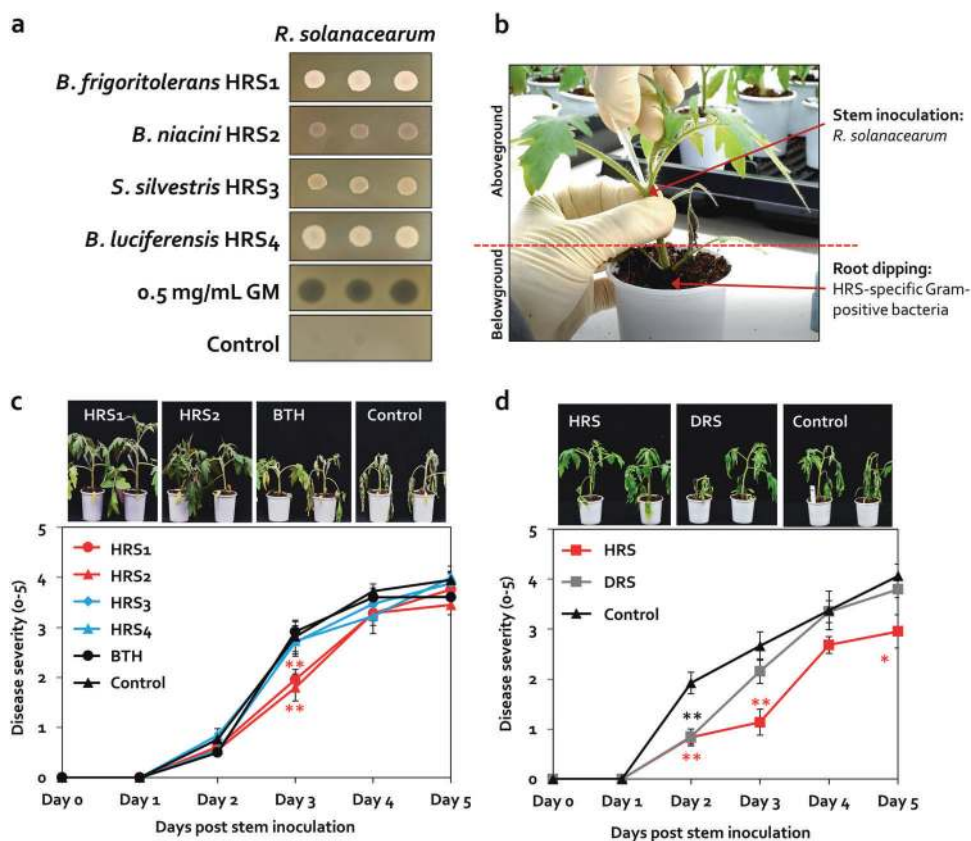 a
R. solanacearum
B. frigoritolerans HRS1
B. niacini HRS2
S. silvestris HRS3
B. luciferensis HRS4
0.5 mg/mL GM
Control
b
Aboveground
Belowground
Stem inoculation:
R. solanacearum
Root dipping:
HRS-specific Gram-
positive bacteria
c
HRS1
HRS2
BTH
Control
Disease severity (0-5)
5
4
3
2
1
0
HRS1
HRS2
HRS3
HRS4
BTH
Control
**
**
Day 0
Day 1
Day 2
Day 3
Day 4
Day 5
Days post stem inoculation
d
HRS
DRS
Control
Disease severity (0-5)
5
4
3
2
1
0
HRS
DRS
Control
**
**
**
*
Day 0
Day 1
Day 2
Day 3
Day 4
Day 5
Days post stem inoculation